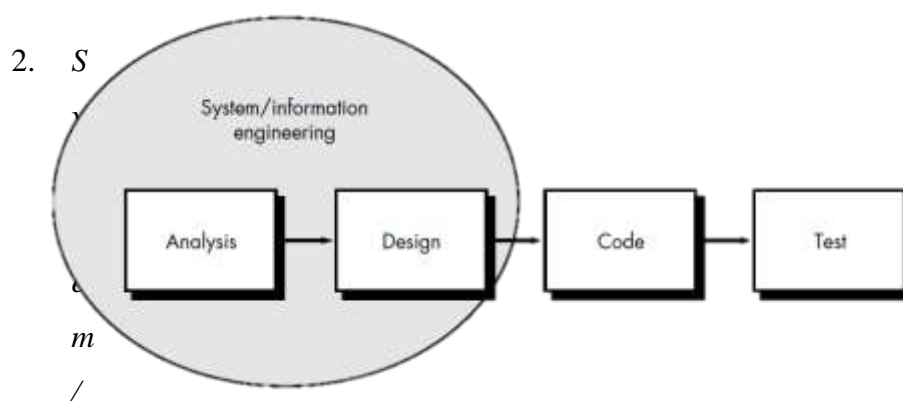 2. S
System/information
engineering
Analysis
Design
Code
Test
m
/